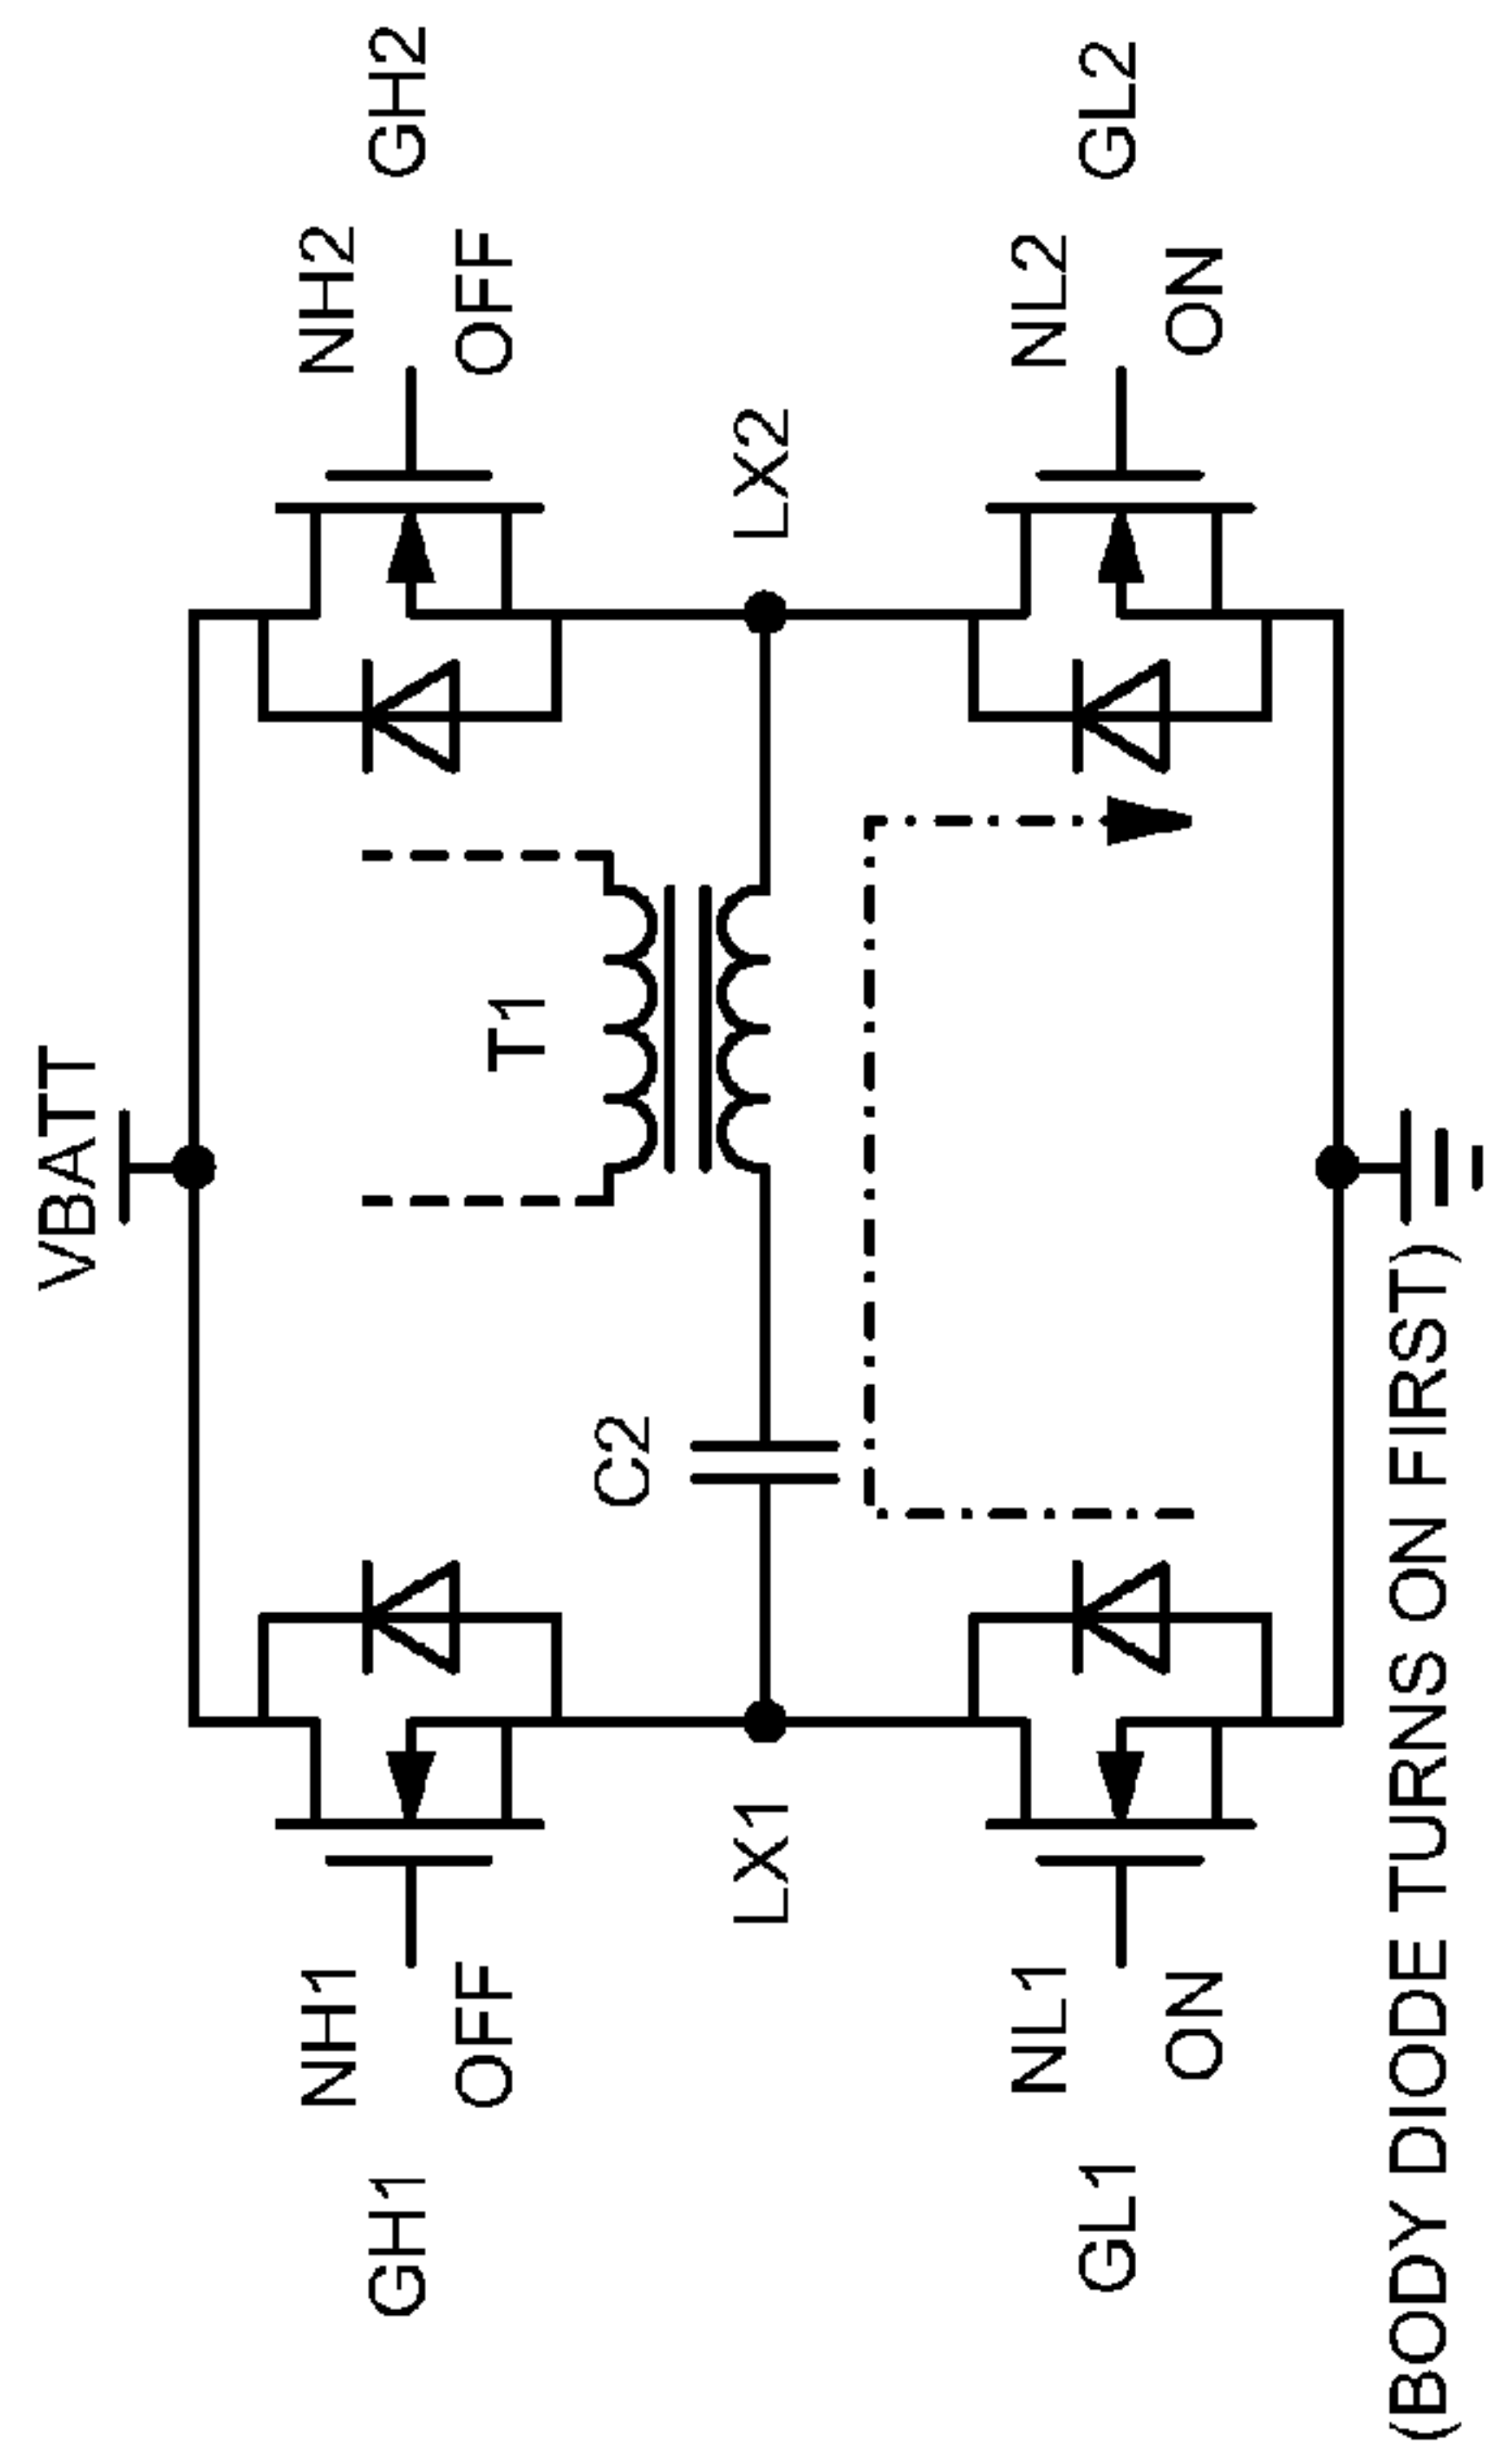 VBATT
GH1
NH1
OFF
NH2
GH2
OFF
T1
C2
LX1
LX2
GL1
NL1
ON
NL2
GL2
ON
(BODY DIODE TURNS ON FIRST)